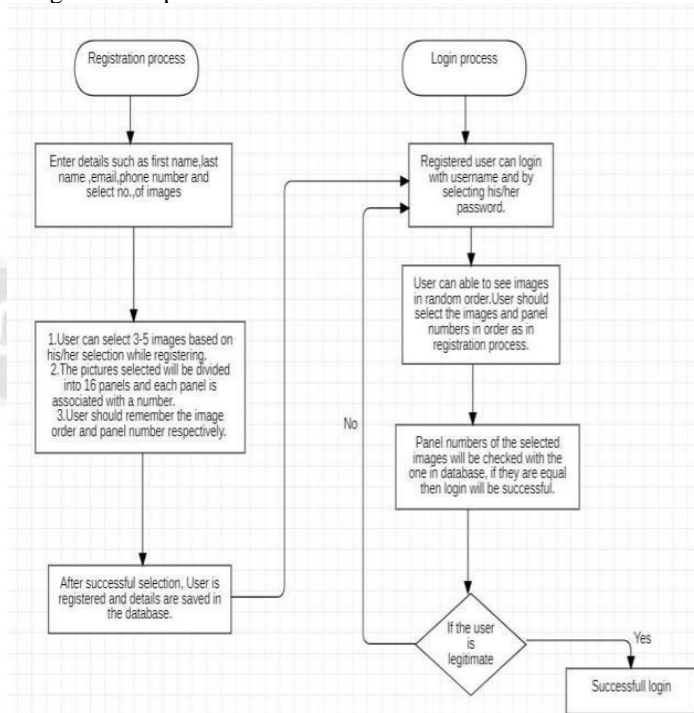 Registration process
Enter details such as first name,last
name ,email,phone number and
select no.,of images
1.User can select 3-5 images based on
his/her selection while registering.
2.The pictures selected will be divided
into 16 panels and each panel is
associated with a number.
3.User should remember the image
order and panel number respectively.
After successful selection, User is
registered and details are saved in
the database.
Login process
Registered user can login
with username and by
selecting his/her
password.
User can able to see images
in random order.User should
select the images and panel
numbers in order as in
registration process.
Panel numbers of the selected
images will be checked with the
one in database, if they are equal
then login will be successful.
If the user
is
legitimate
No
Yes
Successfull login